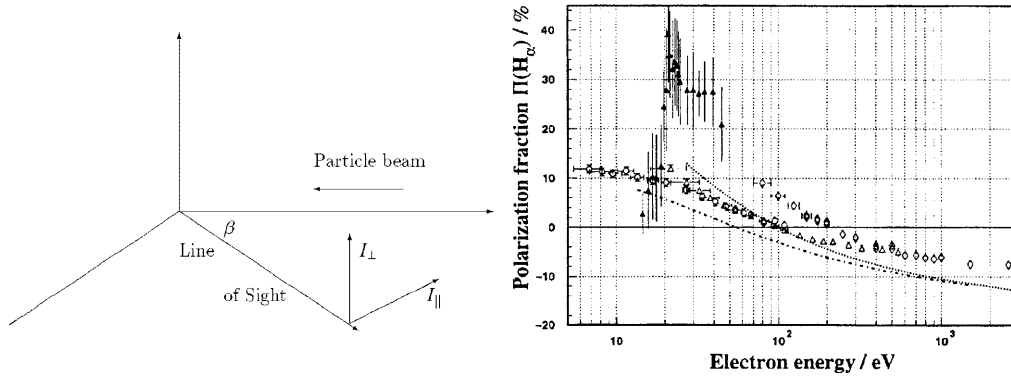 Particle beam
β
Line
of Sight
I⊥
I∥
Polarization fraction Π(Hα) / %
40
30
20
10
0
−10
−20
10
10²
10³
Electron energy / eV